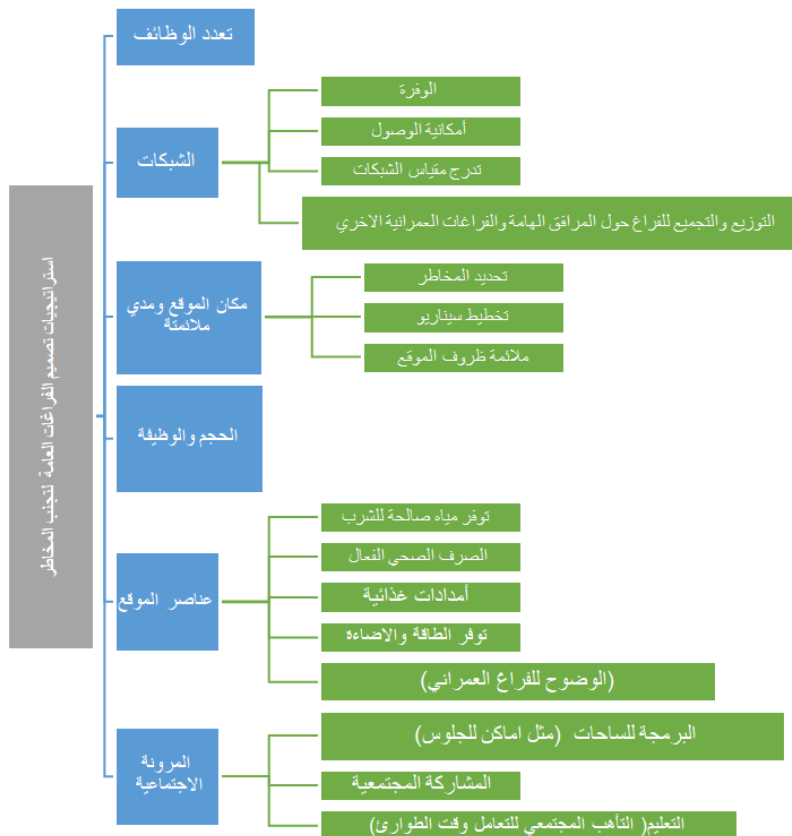 استراتيجيات تصميم الفراغات العامة لتجنب المخاطر
تعدد الوظائف
الشبكات
الوفرة
أمكانية الوصول
تدرج مقياس الشبكات
التوزيع والتجميع للفراغ حول المرافق الهامة والفراغات العمرانية الاخري
مكان الموقع ومدي
ملائمتة
تحديد المخاطر
تخطيط سيناريو
ملائمة ظروف الموقع
الحجم والوظيفة
عناصر الموقع
توفر مياه صالحة للشرب
الصرف الصحي الفعال
أمدادات غذائية
توفر الطاقة والاضاءة
(الوضوح للفراغ العمراني)
المرونة
الاجتماعية
البرمجة للساحات (مثل اماكن للجلوس)
المشاركة المجتمعية
التعليم( التأهب المجتمعي للتعامل وقت الطوارئ)